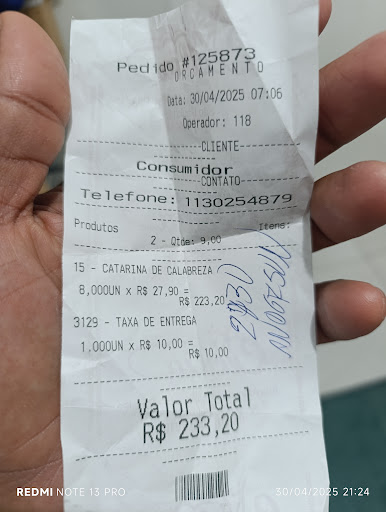 Pedido #125873
ORCAMENTO
Data: 30/04/2025 07:06
Operador: 118
CLIENTE
Consumidor
CONTATO
Telefone: 1130254879
Produtos Itens:
2 - Qtde: 9,00
15 - CATARINA DE CALABREZA
8,000UN x R$ 27,90 =
R$ 223,20
3129 - TAXA DE ENTREGA
1.000UN x R$ 10,00 =
R$ 10,00
Valor Total
R$ 233,20
REDMI NOTE 13 PRO
30/04/2025 21:24